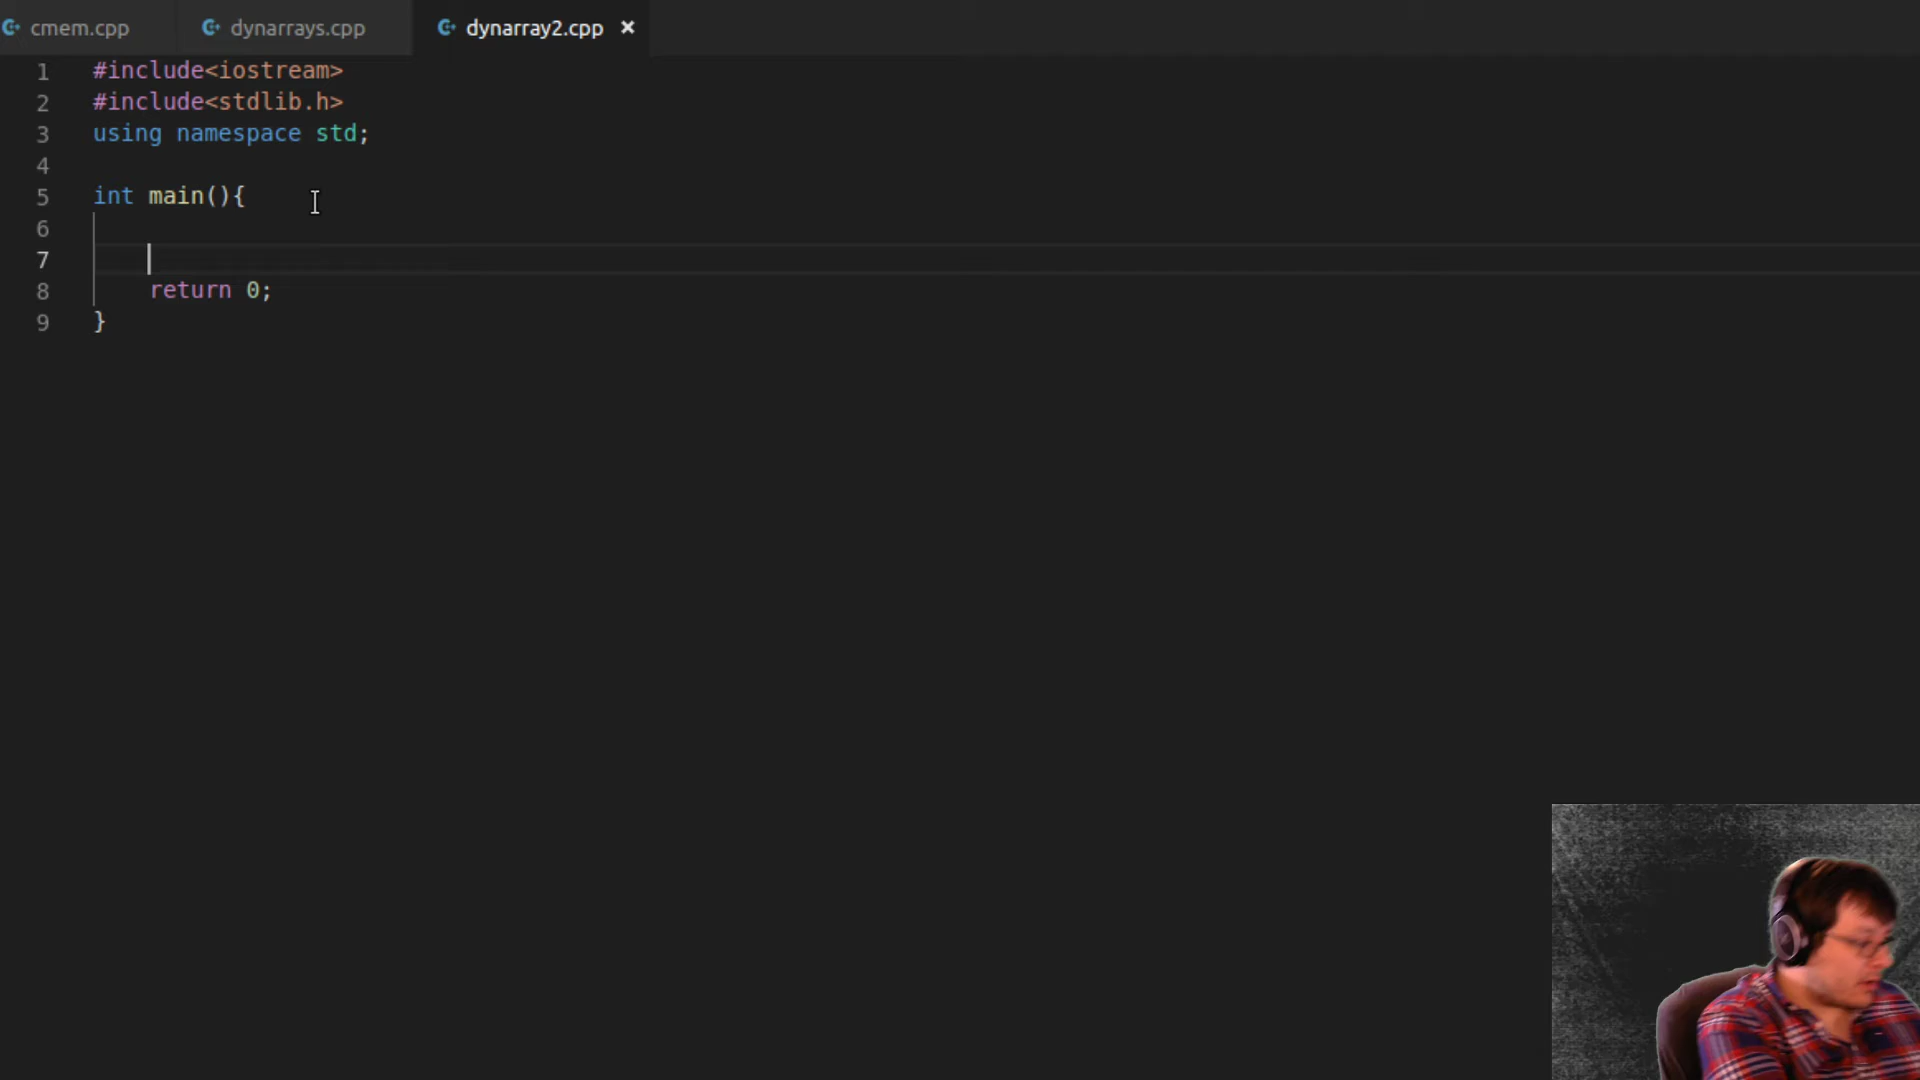 cmem.cpp dynarrays.cpp dynarray2.cpp ×
1 #include<iostream>
2 #include<stdlib.h>
3 using namespace std;
4
5 int main(){
6
7
8 return 0;
9 }